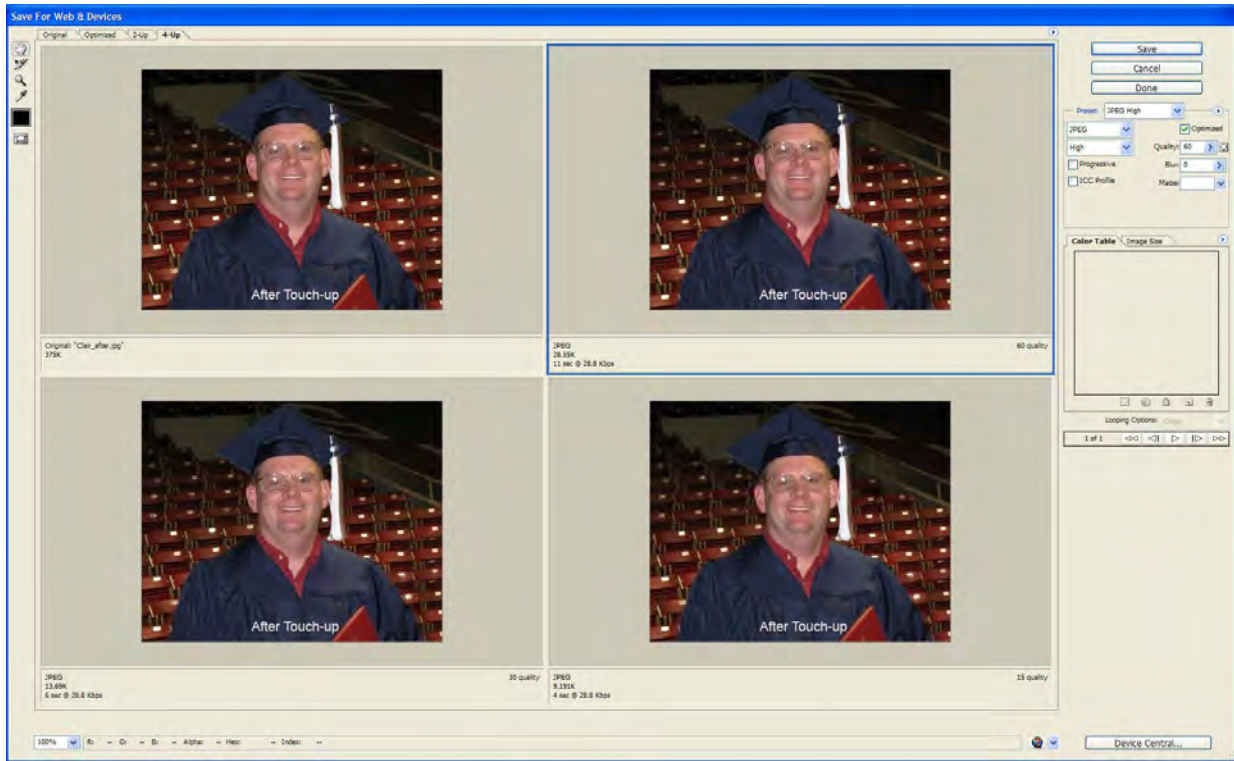 Save For Web & Devices
Original Optimized 2-Up 4-Up
Save
Cancel
Done
Preset: JPEG High
JPEG Optimized
High Quality: 60
Progressive Blur: 0
ICC Profile Matte:
After Touch-up
After Touch-up
Original: "Clair_after.jpg"
375K
JPEG 60 quality
28.55K
11 sec @ 28.8 Kbps
Color Table Image Size
Looping Options:
1 of 1
After Touch-up
After Touch-up
JPEG 30 quality
13.69K
6 sec @ 28.8 Kbps
JPEG 15 quality
9.191K
4 sec @ 28.8 Kbps
100% R: -- G: -- B: -- Alpha: -- Hex: -- Index: --
Device Central...